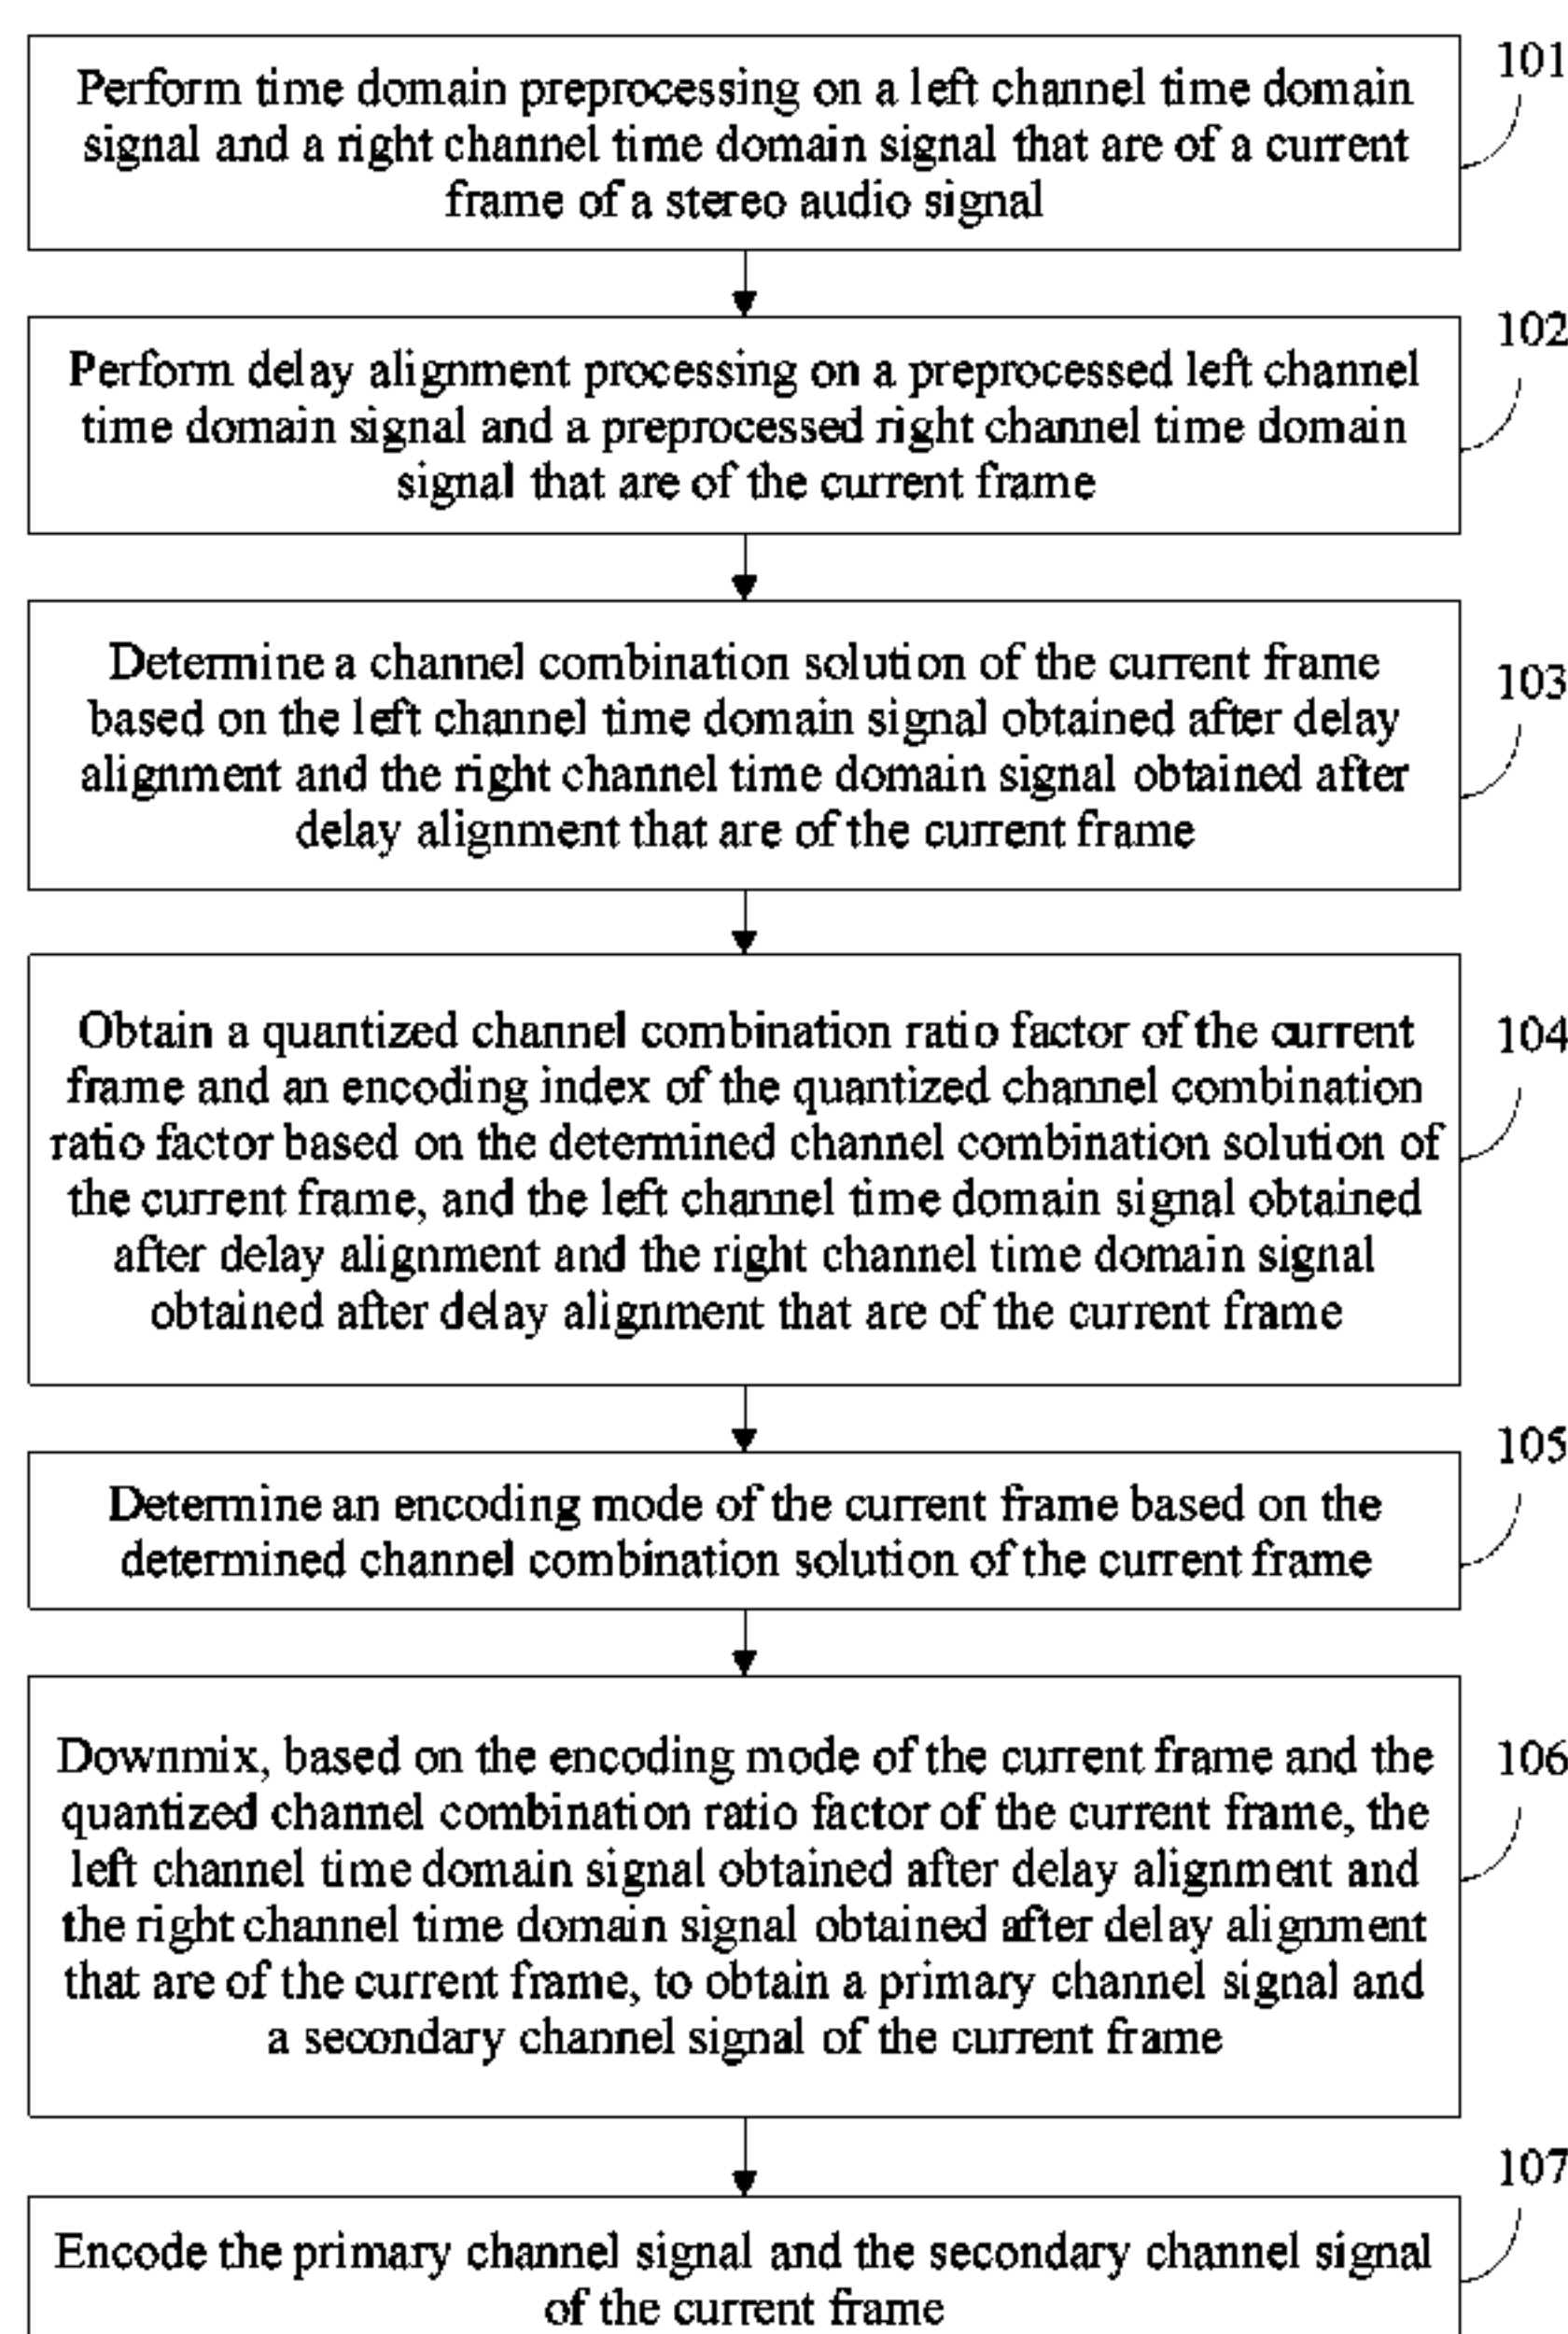 101
Perform time domain preprocessing on a left channel time domain
signal and a right channel time domain signal that are of a current
frame of a stereo audio signal
102
Perform delay alignment processing on a preprocessed left channel
time domain signal and a preprocessed right channel time domain
signal that are of the current frame
103
Determine a channel combination solution of the current frame
based on the left channel time domain signal obtained after delay
alignment and the right channel time domain signal obtained after
delay alignment that are of the current frame
104
Obtain a quantized channel combination ratio factor of the current
frame and an encoding index of the quantized channel combination
ratio factor based on the determined channel combination solution of
the current frame, and the left channel time domain signal obtained
after delay alignment and the right channel time domain signal
obtained after delay alignment that are of the current frame
105
Determine an encoding mode of the current frame based on the
determined channel combination solution of the current frame
106
Downmix, based on the encoding mode of the current frame and the
quantized channel combination ratio factor of the current frame, the
left channel time domain signal obtained after delay alignment and
the right channel time domain signal obtained after delay alignment
that are of the current frame, to obtain a primary channel signal and
a secondary channel signal of the current frame
107
Encode the primary channel signal and the secondary channel signal
of the current frame